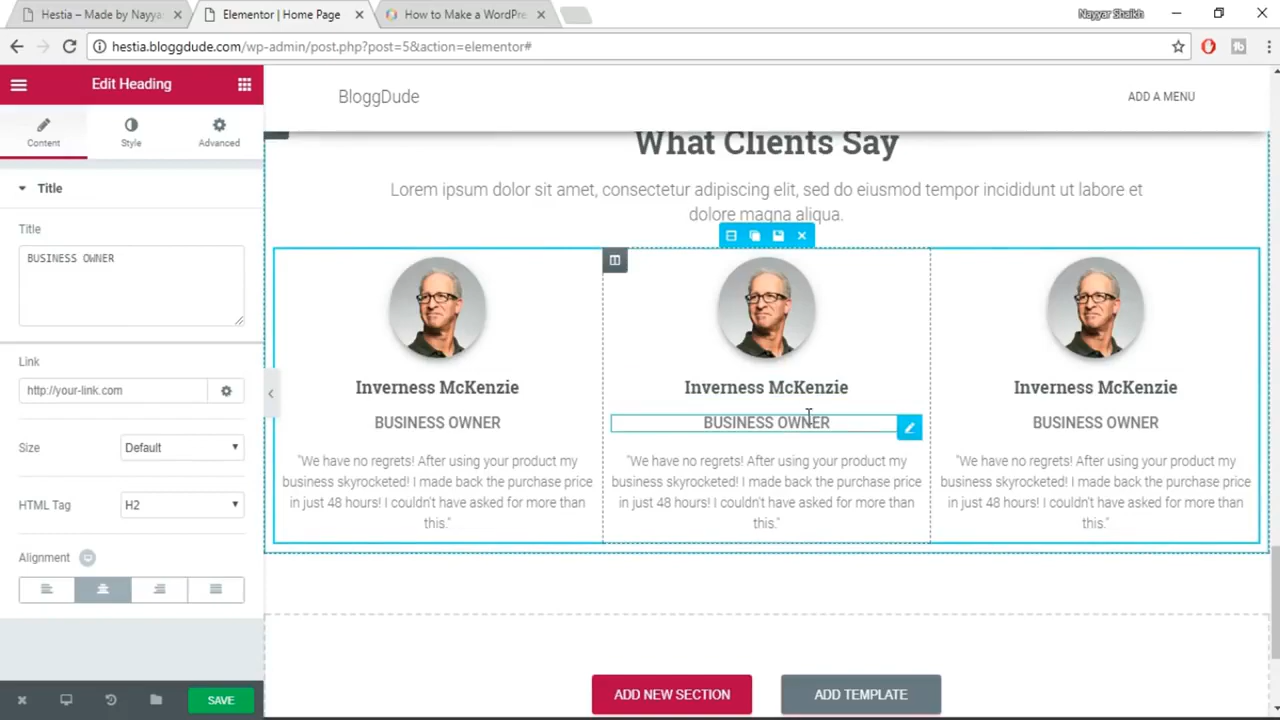 Hestia – Made by Nayya
Elementor | Home Page
How to Make a WordPre
Nayyar Shaikh
hestia.bloggdude.com/wp-admin/post.php?post=5&action=elementor#
Edit Heading
BloggDude
ADD A MENU
Content
Style
Advanced
What Clients Say
Title
Lorem ipsum dolor sit amet, consectetur adipiscing elit, sed do eiusmod tempor incididunt ut labore et
dolore magna aliqua.
Title
BUSINESS OWNER
Link
http://your-link.com
Size
Default
HTML Tag
H2
Alignment
Inverness McKenzie
BUSINESS OWNER
"We have no regrets! After using your product my
business skyrocketed! I made back the purchase price
in just 48 hours! I couldn't have asked for more than
this."
Inverness McKenzie
BUSINESS OWNER
"We have no regrets! After using your product my
business skyrocketed! I made back the purchase price
in just 48 hours! I couldn't have asked for more than
this."
Inverness McKenzie
BUSINESS OWNER
"We have no regrets! After using your product my
business skyrocketed! I made back the purchase price
in just 48 hours! I couldn't have asked for more than
this."
SAVE
ADD NEW SECTION
ADD TEMPLATE